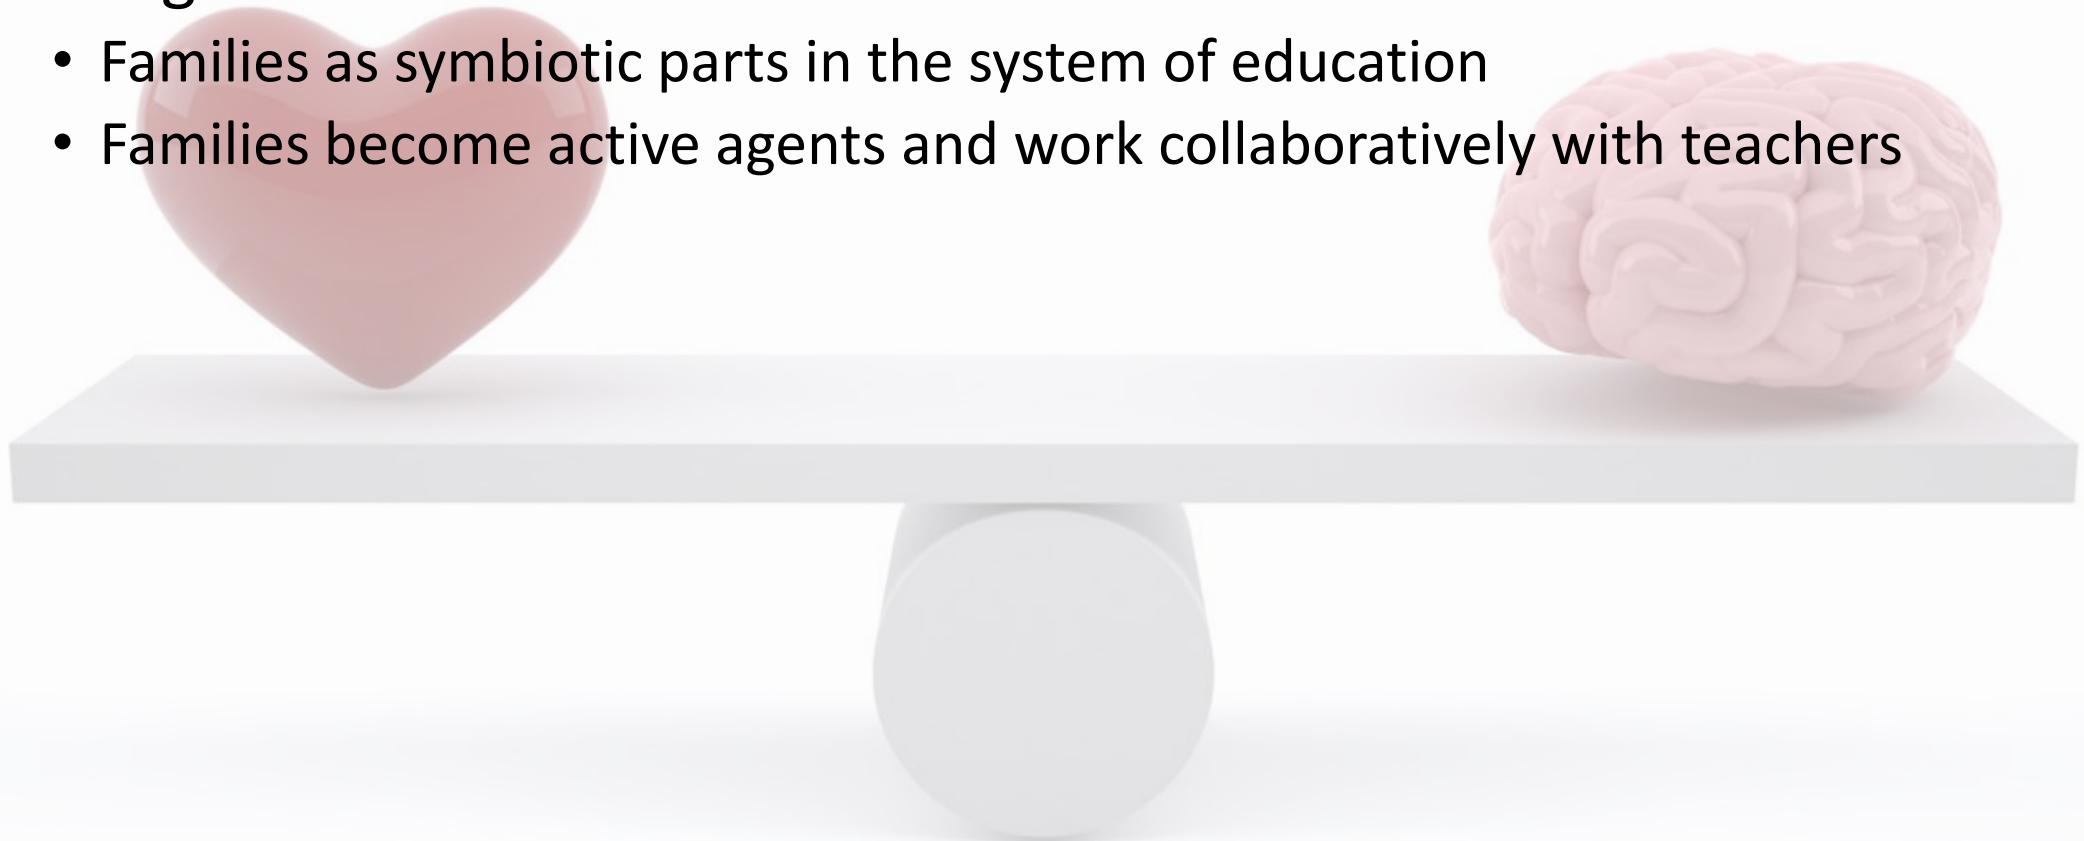 • Families as symbiotic parts in the system of education
• Families become active agents and work collaboratively with teachers